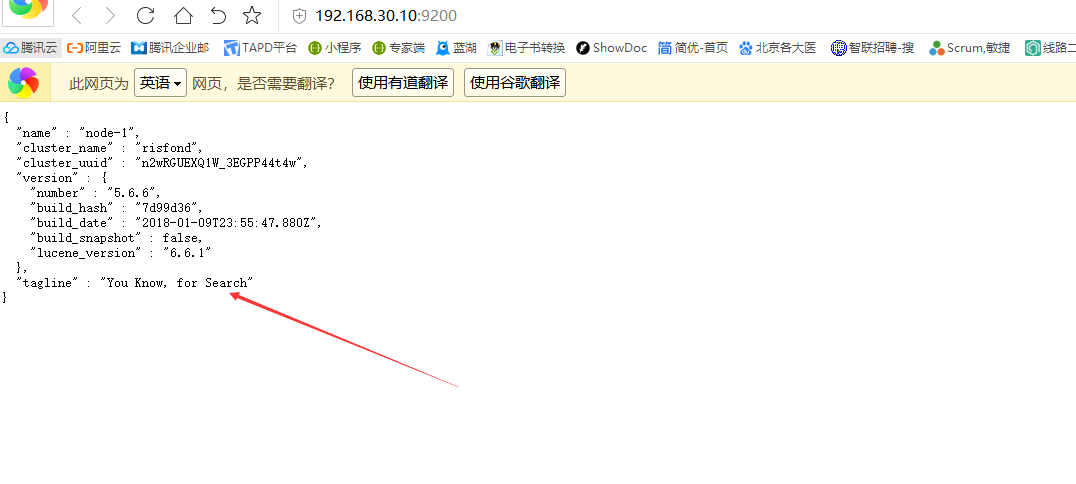 192.168.30.10:9200
腾讯云 阿里云 腾讯企业邮 TAPD平台 小程序 专家端 蓝湖 电子书转换 ShowDoc 简优-首页 北京各大医 智联招聘-搜 Scrum,敏捷 线路二
此网页为 英语 网页，是否需要翻译? 使用有道翻译 使用谷歌翻译
{
  "name" : "node-1",
  "cluster_name" : "risfond",
  "cluster_uuid" : "n2wRGUEXQ1W_3EGPP44t4w",
  "version" : {
    "number" : "5.6.6",
    "build_hash" : "7d99d36",
    "build_date" : "2018-01-09T23:55:47.880Z",
    "build_snapshot" : false,
    "lucene_version" : "6.6.1"
  },
  "tagline" : "You Know, for Search"
}